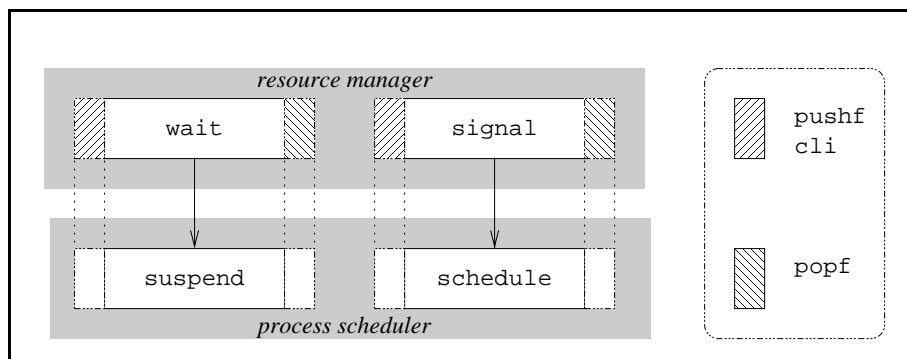 resource manager
wait
signal
suspend
schedule
process scheduler
pushf
cli
popf